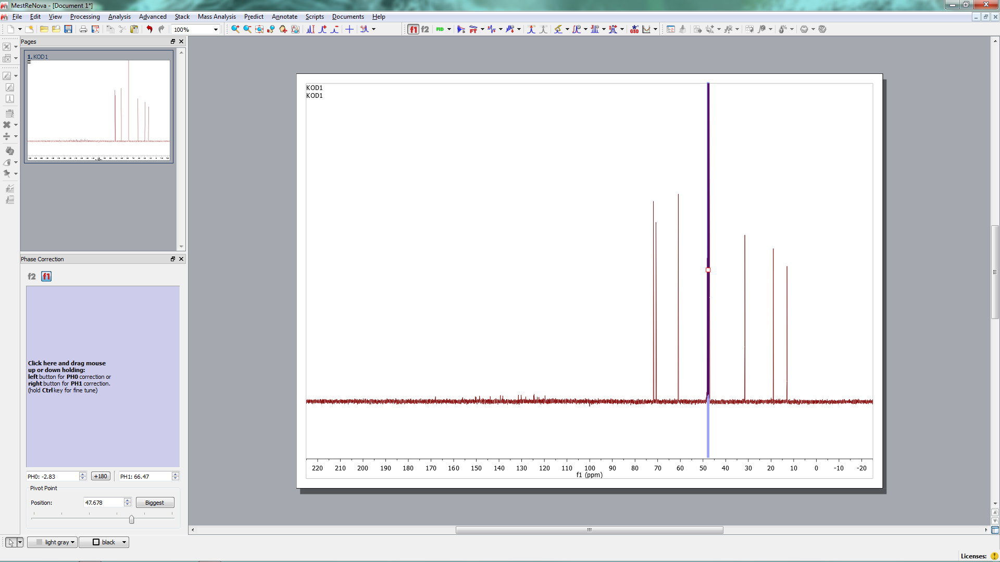 MestReNova - [Document 1*]
File Edit View Processing Analysis Advanced Stack Mass Analysis Predict Annotate Scripts Documents Help
100% f1 f2 FID FT GSD
Pages
1. KOD1
Phase Correction
f2 f1
Click here and drag mouse
up or down holding:
left button for PH0 correction or
right button for PH1 correction.
(hold Ctrl key for fine tune)
PH0: -2.83 +180 PH1: 66.47
Pivot Point
Position: 47.678 Biggest
KOD1
KOD1
220 210 200 190 180 170 160 150 140 130 120 110 100 90 80 70 60 50 40 30 20 10 0 -10 -20
f1 (ppm)
light gray black
Licenses: